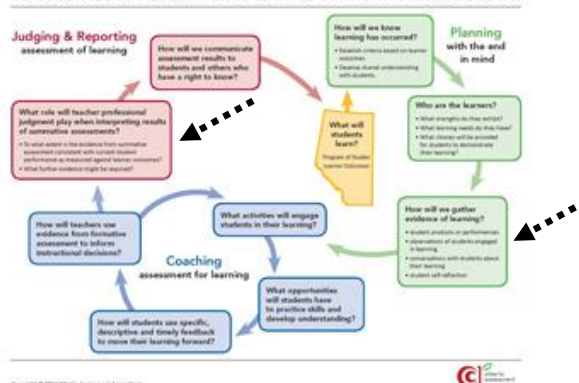 Judging & Reporting
assessment of learning
How will we communicate
assessment results to
students and others who
have a right to know?
How will we know
learning has occurred?
• Establish criteria based on learner
outcomes.
• Develop shared understanding
with students.
Planning
with the end
in mind
What role will teacher professional
judgment play when interpreting results
of summative assessments?
• To what extent is the evidence from summative
assessment consistent with current student
performance as measured against learner outcomes?
• What further evidence might be required?
What will
students
learn?
Program of Studies
Learner Outcomes
Who are the learners?
• What strengths do they exhibit?
• What learning needs do they have?
• What choices will be provided
for students to demonstrate
their learning?
How will we gather
evidence of learning?
• student products or performances
• observations of students engaged
in learning
• conversations with students about
their learning
• student self-reflection
How will teachers use
evidence from formative
assessment to inform
instructional decisions?
What activities will engage
students in their learning?
Coaching
assessment for learning
What opportunities
will students have
to practice skills and
develop understanding?
How will students use specific,
descriptive and timely feedback
to move their learning forward?